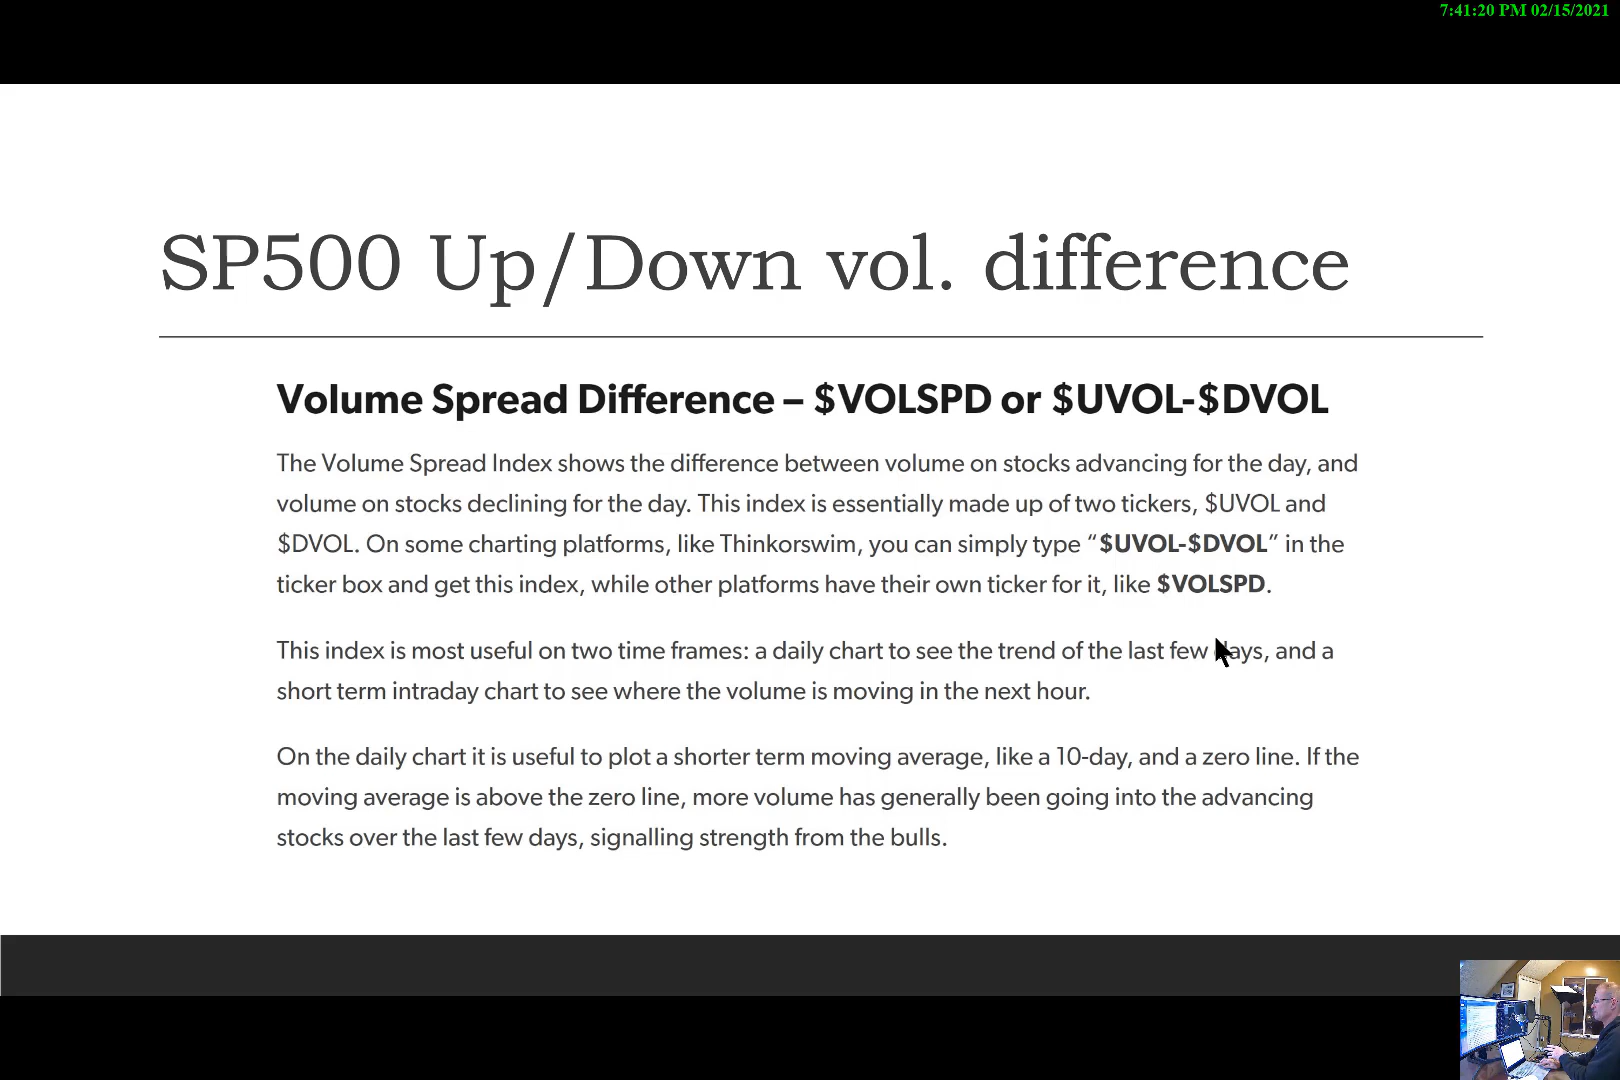 7:41:20 PM 02/15/2021
SP500 Up/Down vol. difference
Volume Spread Difference – $VOLSPD or $UVOL-$DVOL
The Volume Spread Index shows the difference between volume on stocks advancing for the day, and
volume on stocks declining for the day. This index is essentially made up of two tickers, $UVOL and
$DVOL. On some charting platforms, like Thinkorswim, you can simply type “$UVOL-$DVOL” in the
ticker box and get this index, while other platforms have their own ticker for it, like $VOLSPD.
This index is most useful on two time frames: a daily chart to see the trend of the last few days, and a
short term intraday chart to see where the volume is moving in the next hour.
On the daily chart it is useful to plot a shorter term moving average, like a 10-day, and a zero line. If the
moving average is above the zero line, more volume has generally been going into the advancing
stocks over the last few days, signalling strength from the bulls.